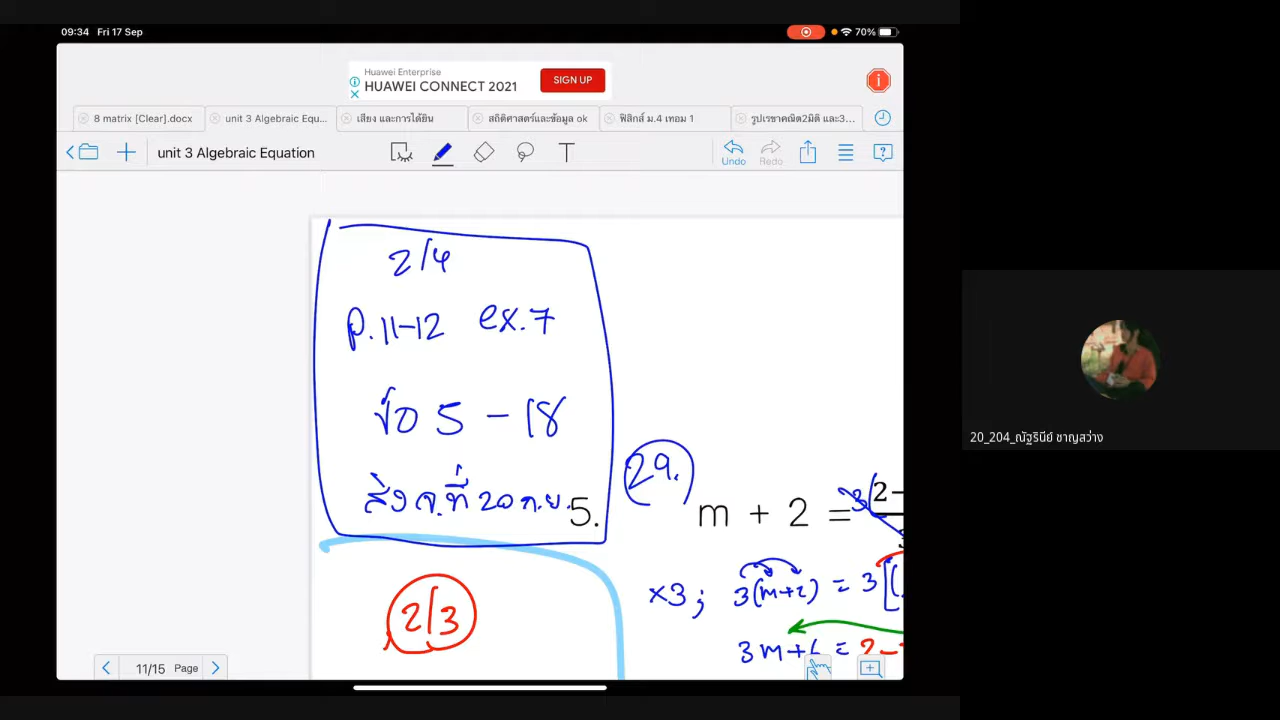 09:34 Fri 17 Sep
70%
Huawei Enterprise
HUAWEI CONNECT 2021
SIGN UP
8 matrix [Clear].docx
unit 3 Algebraic Equ...
เสียง และการได้ยิน
สถิติศาสตร์และข้อมูล ok
ฟิสิกส์ ม.4 เทอม 1
รูปเรขาคณิต2มิติ และ3...
unit 3 Algebraic Equation
T
Undo
Redo
2/4
p.11-12 ex.7
ข้อ 5 - 18
ส่ง จ.ที่ 20 ก.ย.
29.
5.
m + 2 = 3(2-
x3; 3(m+2) = 3[(
3m+6 = 2-
2/3
11/15 Page
20_204_ณัฐรินีย์ ชาญสว่าง